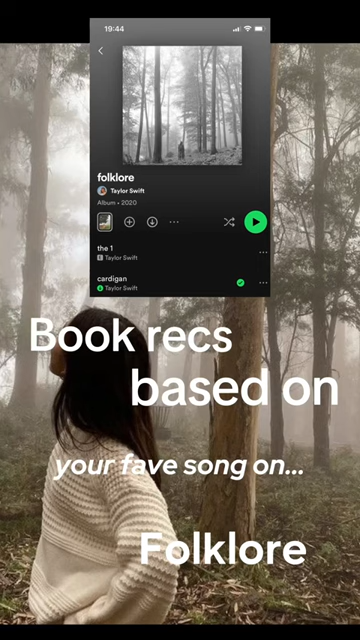 19:44
folklore
Taylor Swift
Album • 2020
the 1
E Taylor Swift
cardigan
Taylor Swift
Book recs
based on
your fave song on...
Folklore